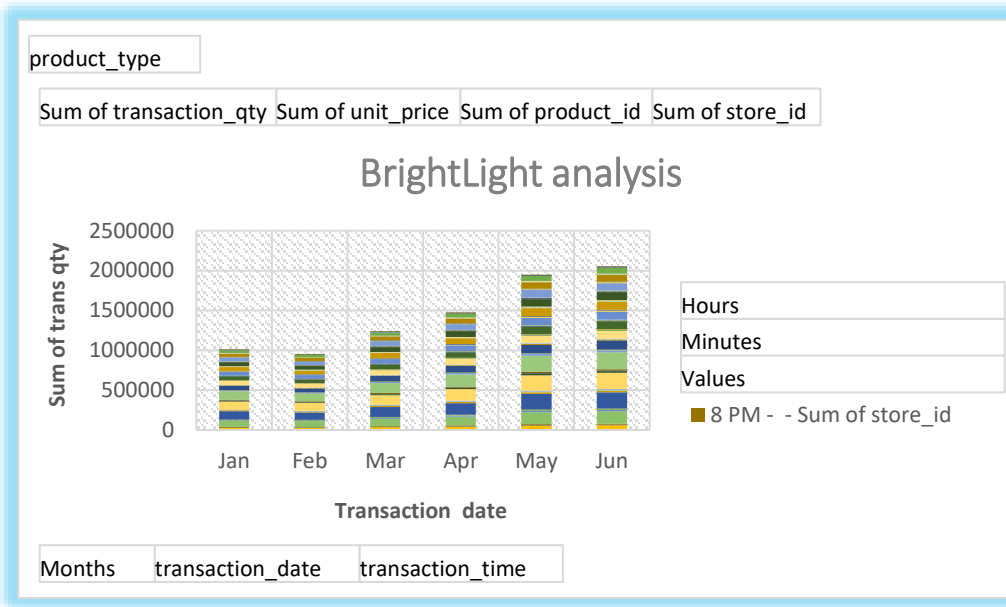 product_type
Sum of transaction_qty Sum of unit_price Sum of product_id Sum of store_id
BrightLight analysis
Sum of trans qty
2500000
2000000
1500000
1000000
500000
0
Jan Feb Mar Apr May Jun
Transaction date
Hours
Minutes
Values
8 PM - - Sum of store_id
Months transaction_date transaction_time